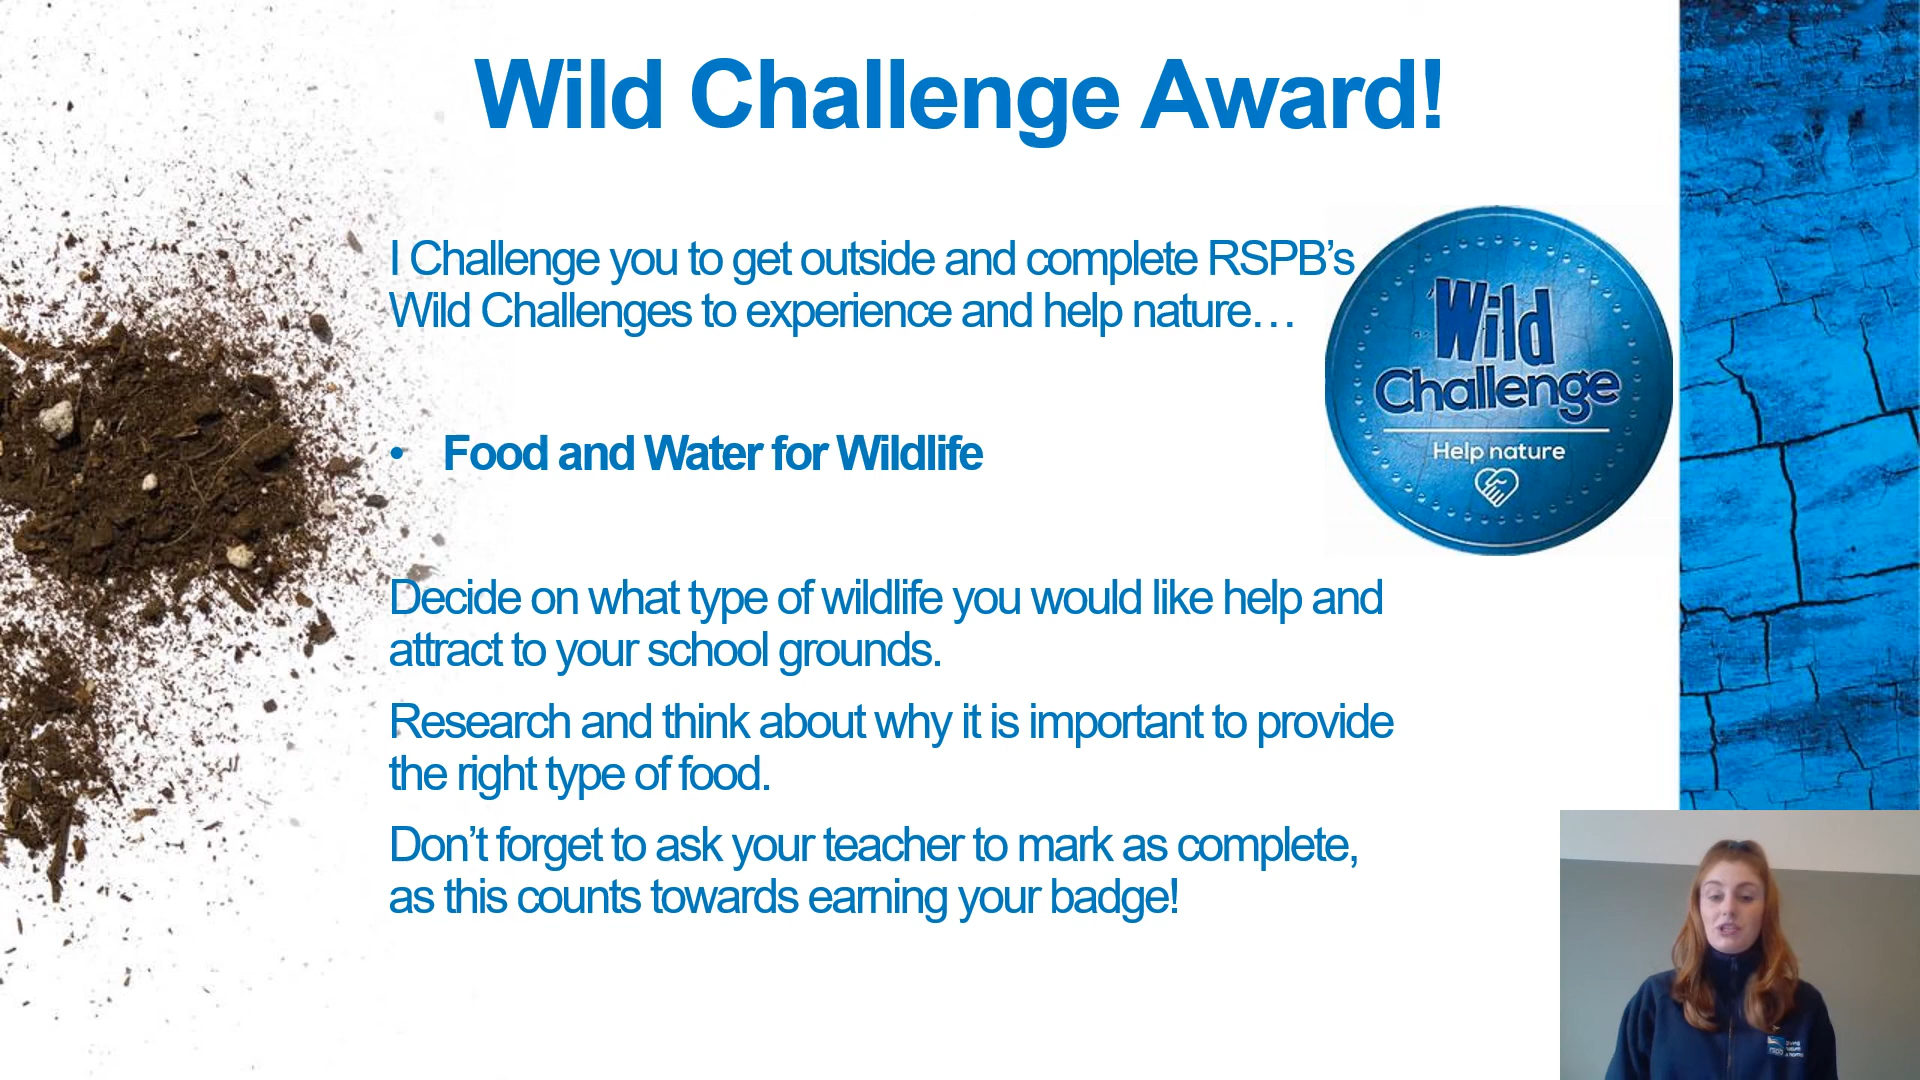 Wild Challenge Award!
I Challenge you to get outside and complete RSPB’s
Wild Challenges to experience and help nature…
Wild
Challenge
Help nature
• Food and Water for Wildlife
Decide on what type of wildlife you would like help and
attract to your school grounds.
Research and think about why it is important to provide
the right type of food.
Don’t forget to ask your teacher to mark as complete,
as this counts towards earning your badge!
rspb